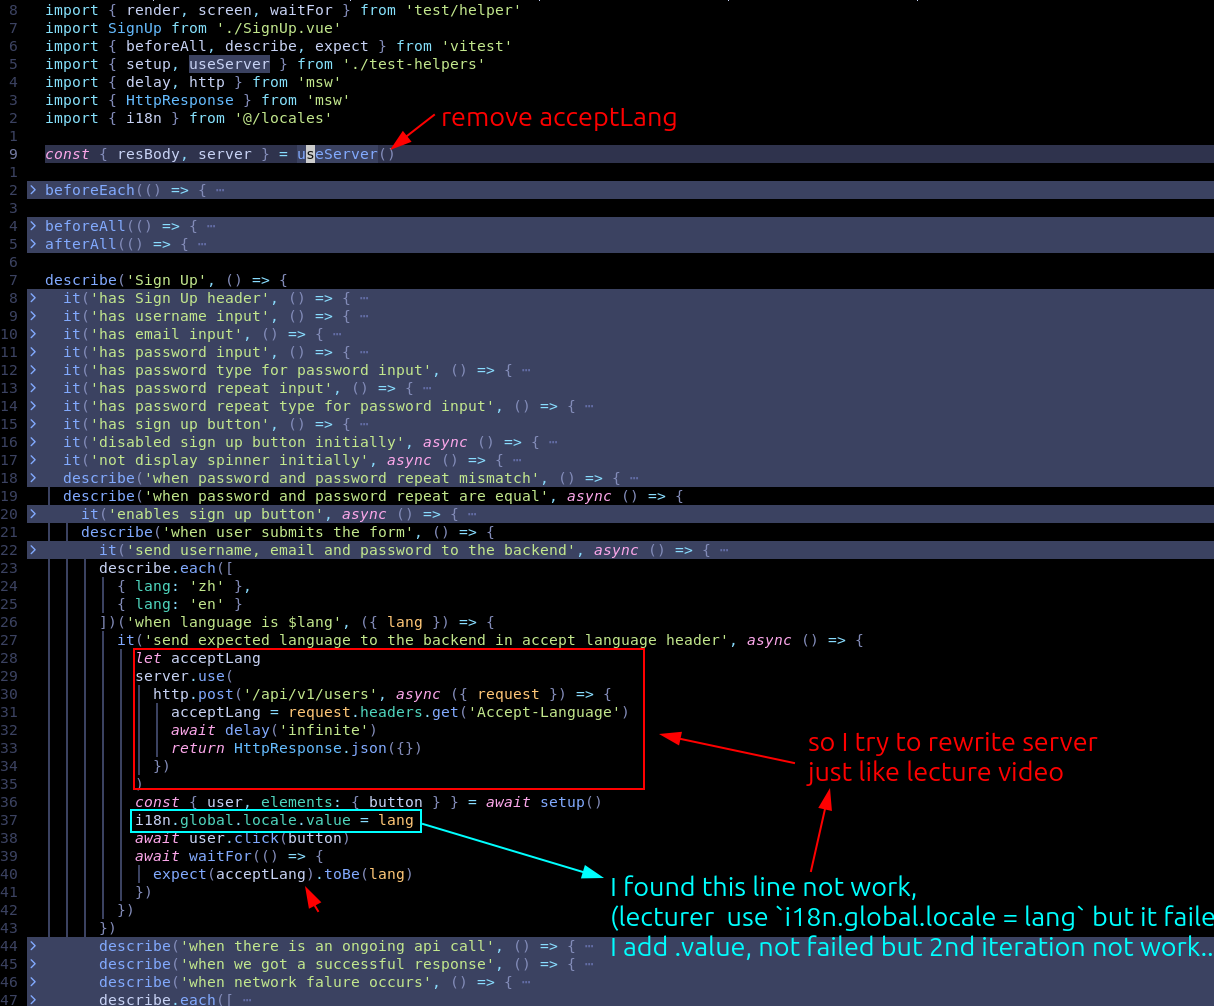 8 import { render, screen, waitFor } from 'test/helper'
7 import SignUp from './SignUp.vue'
6 import { beforeAll, describe, expect } from 'vitest'
5 import { setup, useServer } from './test-helpers'
4 import { delay, http } from 'msw'
3 import { HttpResponse } from 'msw'
2 import { i18n } from '@/locales'
remove acceptLang
1
9 const { resBody, server } = useServer()
1
2 > beforeEach(() => { ⋯
3
4 > beforeAll(() => { ⋯
5 > afterAll(() => { ⋯
6
7 describe('Sign Up', () => {
8 > it('has Sign Up header', () => { ⋯
9 > it('has username input', () => { ⋯
10 > it('has email input', () => { ⋯
11 > it('has password input', () => { ⋯
12 > it('has password type for password input', () => { ⋯
13 > it('has password repeat input', () => { ⋯
14 > it('has password repeat type for password input', () => { ⋯
15 > it('has sign up button', () => { ⋯
16 > it('disabled sign up button initially', async () => { ⋯
17 > it('not display spinner initially', async () => { ⋯
18 > describe('when password and password repeat mismatch', () => { ⋯
19 describe('when password and password repeat are equal', async () => {
20 > it('enables sign up button', async () => { ⋯
21 describe('when user submits the form', () => {
22 > it('send username, email and password to the backend', async () => { ⋯
23 describe.each([
24 { lang: 'zh' },
25 { lang: 'en' }
26 ])('when language is $lang', ({ lang }) => {
27 it('send expected language to the backend in accept language header', async () => {
28 let acceptLang
29 server.use(
30 http.post('/api/v1/users', async ({ request }) => {
31 acceptLang = request.headers.get('Accept-Language')
32 await delay('infinite')
33 return HttpResponse.json({})
34 })
35 )
so I try to rewrite server
just like lecture video
36 const { user, elements: { button } } = await setup()
37 i18n.global.locale.value = lang
38 await user.click(button)
39 await waitFor(() => {
40 expect(acceptLang).toBe(lang)
41 })
42 })
43 })
I found this line not work,
(lecturer use `i18n.global.locale = lang` but it faile
I add .value, not failed but 2nd iteration not work..
44 > describe('when there is an ongoing api call', () => { ⋯
45 > describe('when we got a successful response', () => { ⋯
46 > describe('when network falure occurs', () => { ⋯
47 > describe.each([ ⋯